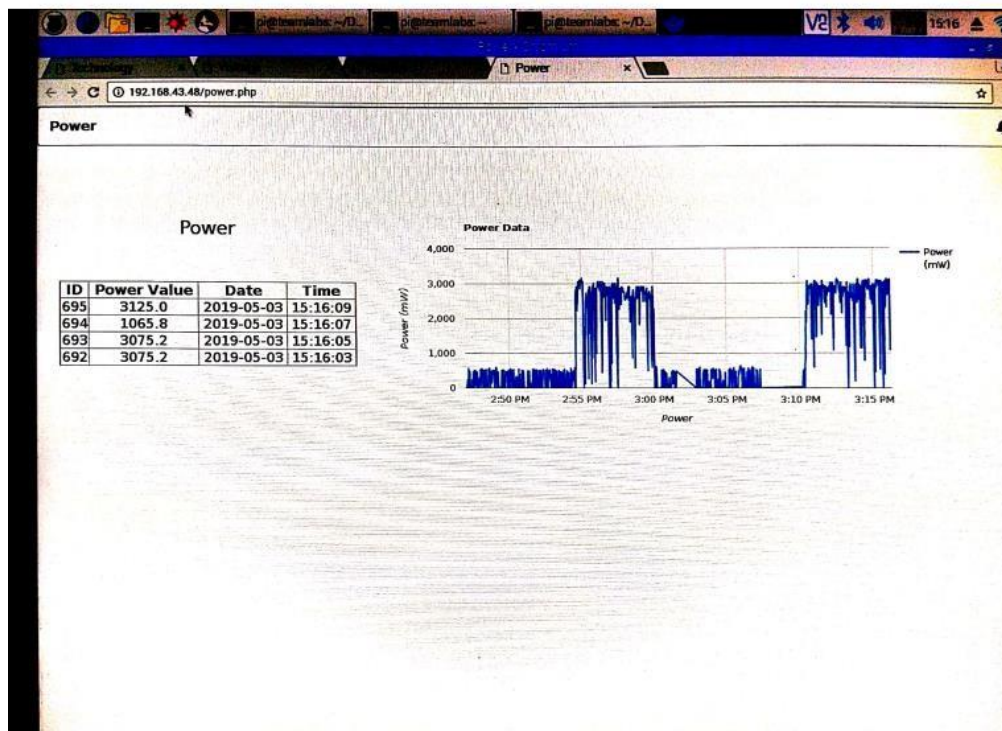 pi@teamlabs: ~/D...
pi@teamlabs: ~
pi@teamlabs: ~/D...
V2
15:16
Technology
Power
192.168.43.48/power.php
Power
Power
ID Power Value Date Time
695 3125.0 2019-05-03 15:16:09
694 1065.8 2019-05-03 15:16:07
693 3075.2 2019-05-03 15:16:05
692 3075.2 2019-05-03 15:16:03
Power Data
4,000
3,000
2,000
1,000
0
Power (mW)
2:50 PM 2:55 PM 3:00 PM 3:05 PM 3:10 PM 3:15 PM
Power
Power
(mW)